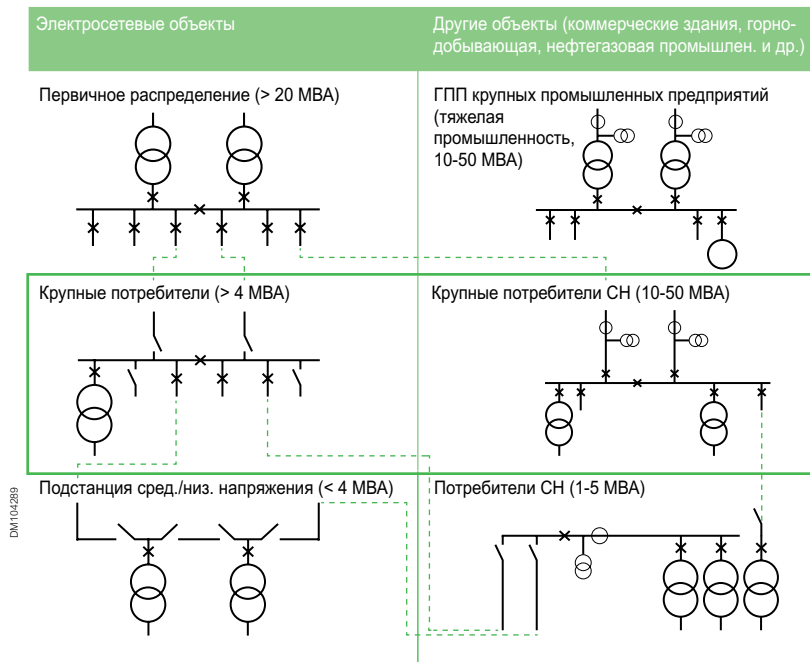 Электросетевые объекты
Другие объекты (коммерческие здания, горно-
добывающая, нефтегазовая промышлен. и др.)
Первичное распределение (> 20 МВА)
ГПП крупных промышленных предприятий
(тяжелая
промышленность,
10-50 МВА)
Крупные потребители (> 4 МВА)
Крупные потребители СН (10-50 МВА)
Подстанция сред./низ. напряжения (< 4 МВА)
Потребители СН (1-5 МВА)
DM104289